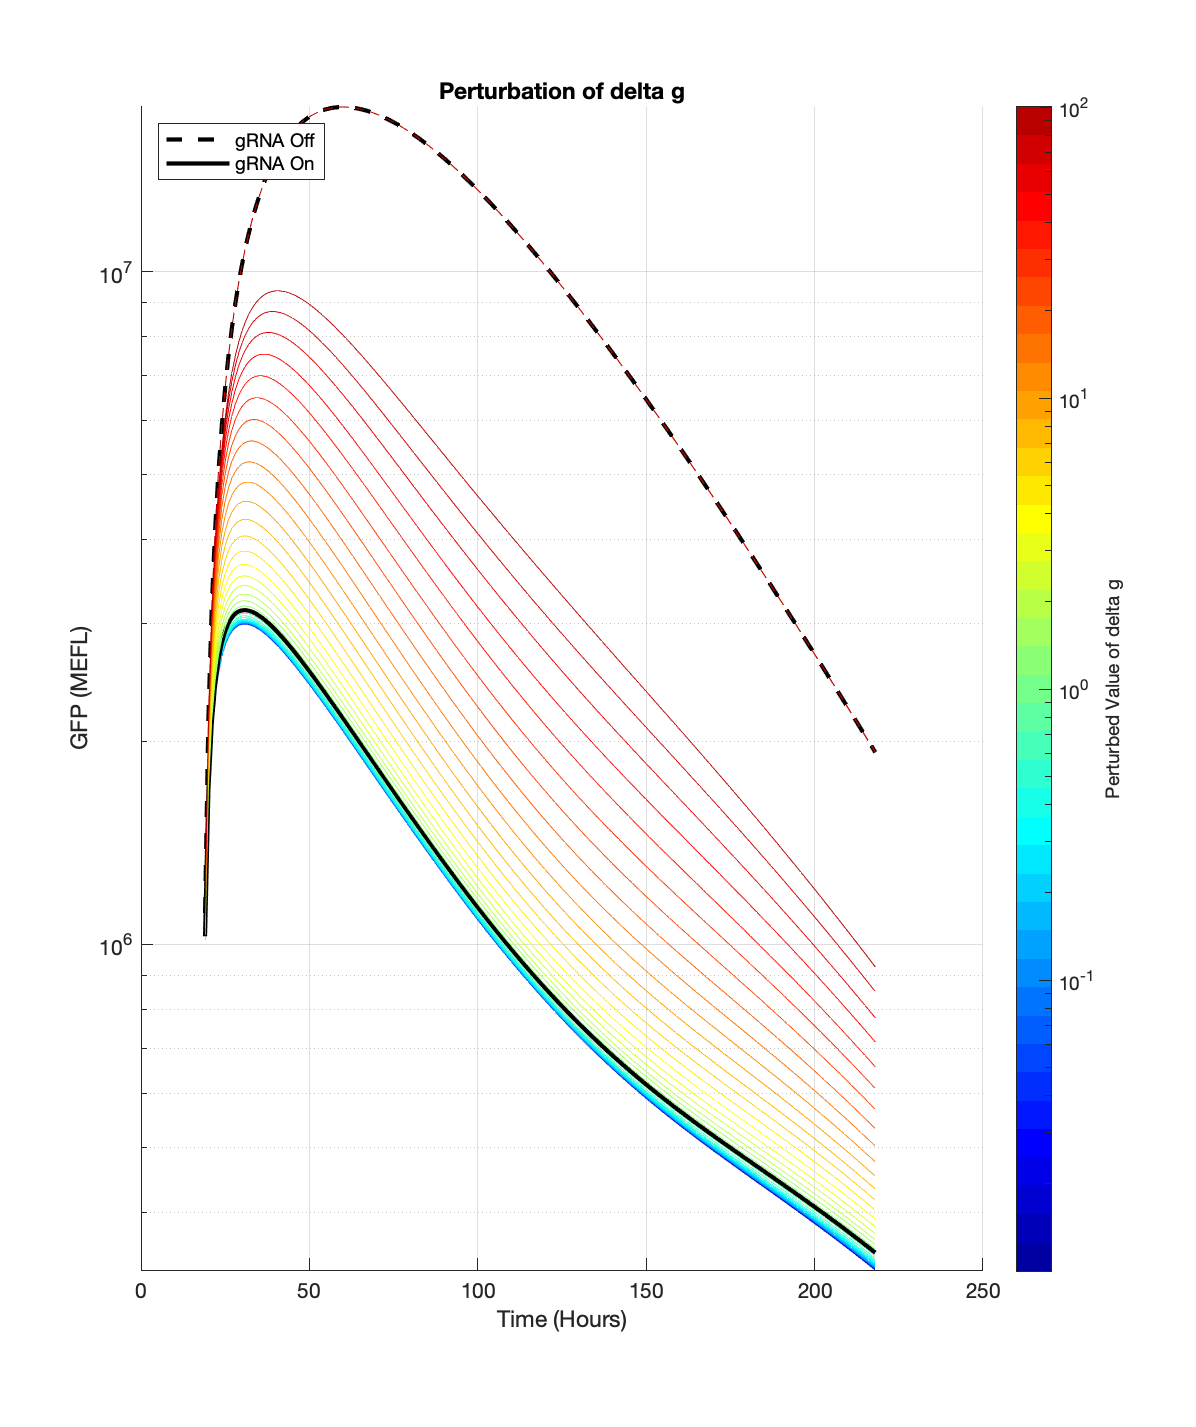 Perturbation of delta g
gRNA Off
gRNA On
GFP (MEFL)
10^7
10^6
0
50
100
150
200
250
Time (Hours)
10^2
10^1
10^0
10^-1
Perturbed Value of delta g